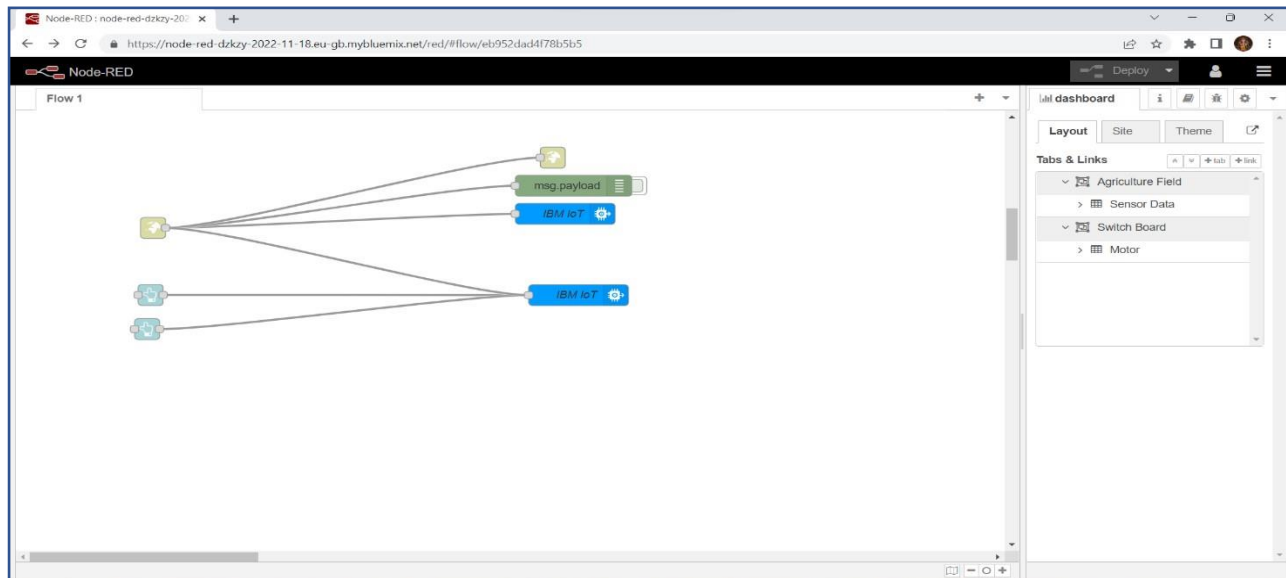 Node-RED : node-red-dzkzy-202
https://node-red-dzkzy-2022-11-18.eu-gb.mybluemix.net/red/#flow/eb952dad4f78b5b5
Node-RED
Deploy
Flow 1
dashboard
Layout
Site
Theme
Tabs & Links
tab
link
Agriculture Field
Sensor Data
Switch Board
Motor
msg.payload
IBM IoT
IBM IoT